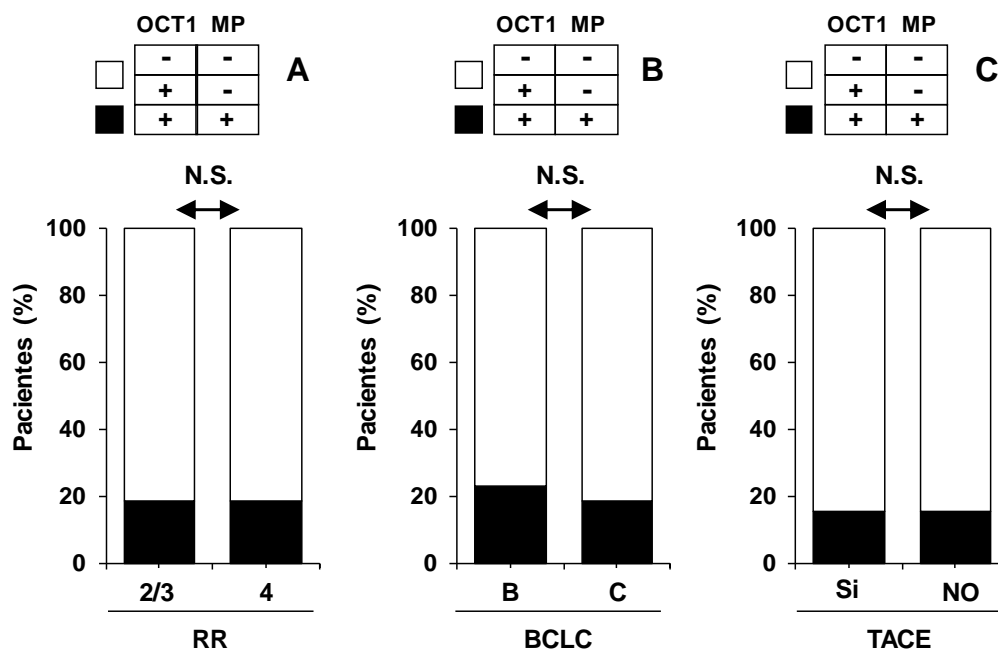 OCT1 MP
- -
+ -
+ +
A
OCT1 MP
- -
+ -
+ +
B
OCT1 MP
- -
+ -
+ +
C
N.S.
Pacientes (%)
100
80
60
40
20
0
2/3 4
RR
N.S.
Pacientes (%)
100
80
60
40
20
0
B C
BCLC
N.S.
Pacientes (%)
100
80
60
40
20
0
Si NO
TACE